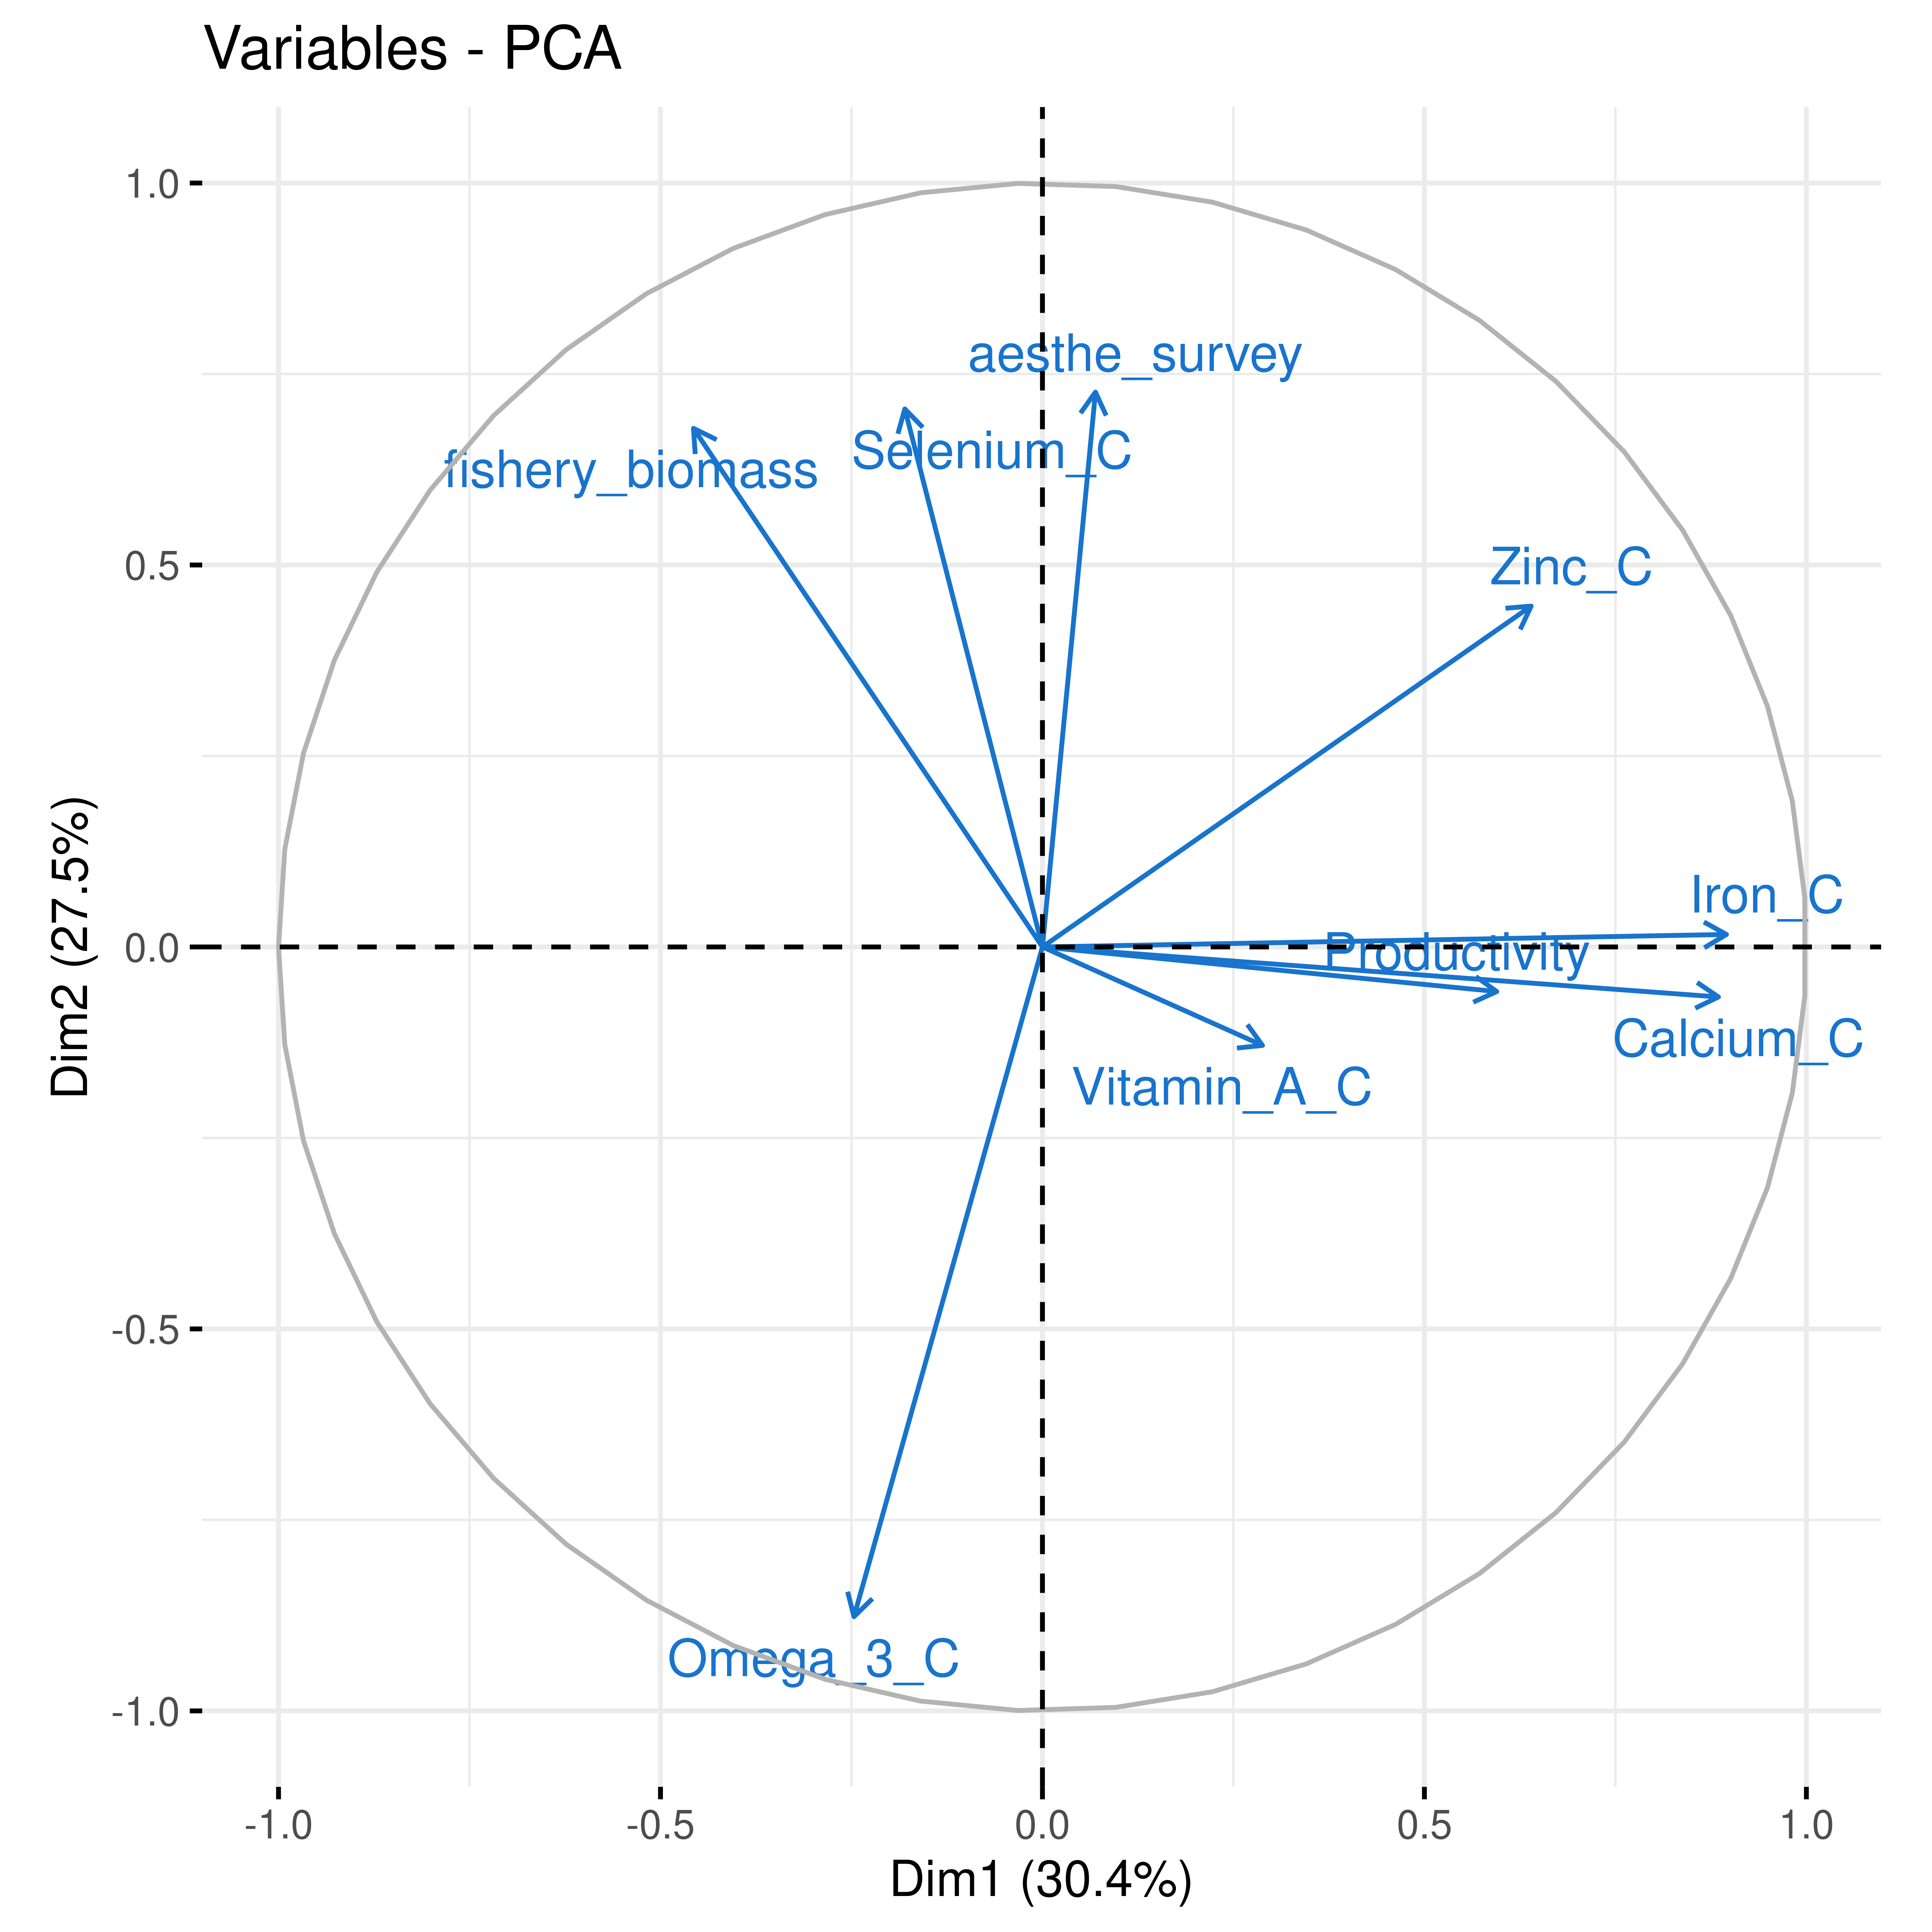 Variables - PCA
1.0
aesthe_survey
Selenium_C
fishery_biomass
0.5
Zinc_C
Iron_C
0.0
Productivity
Calcium_C
Vitamin_A_C
Dim2 (27.5%)
-0.5
Omega_3_C
-1.0
-1.0
-0.5
0.0
0.5
1.0
Dim1 (30.4%)